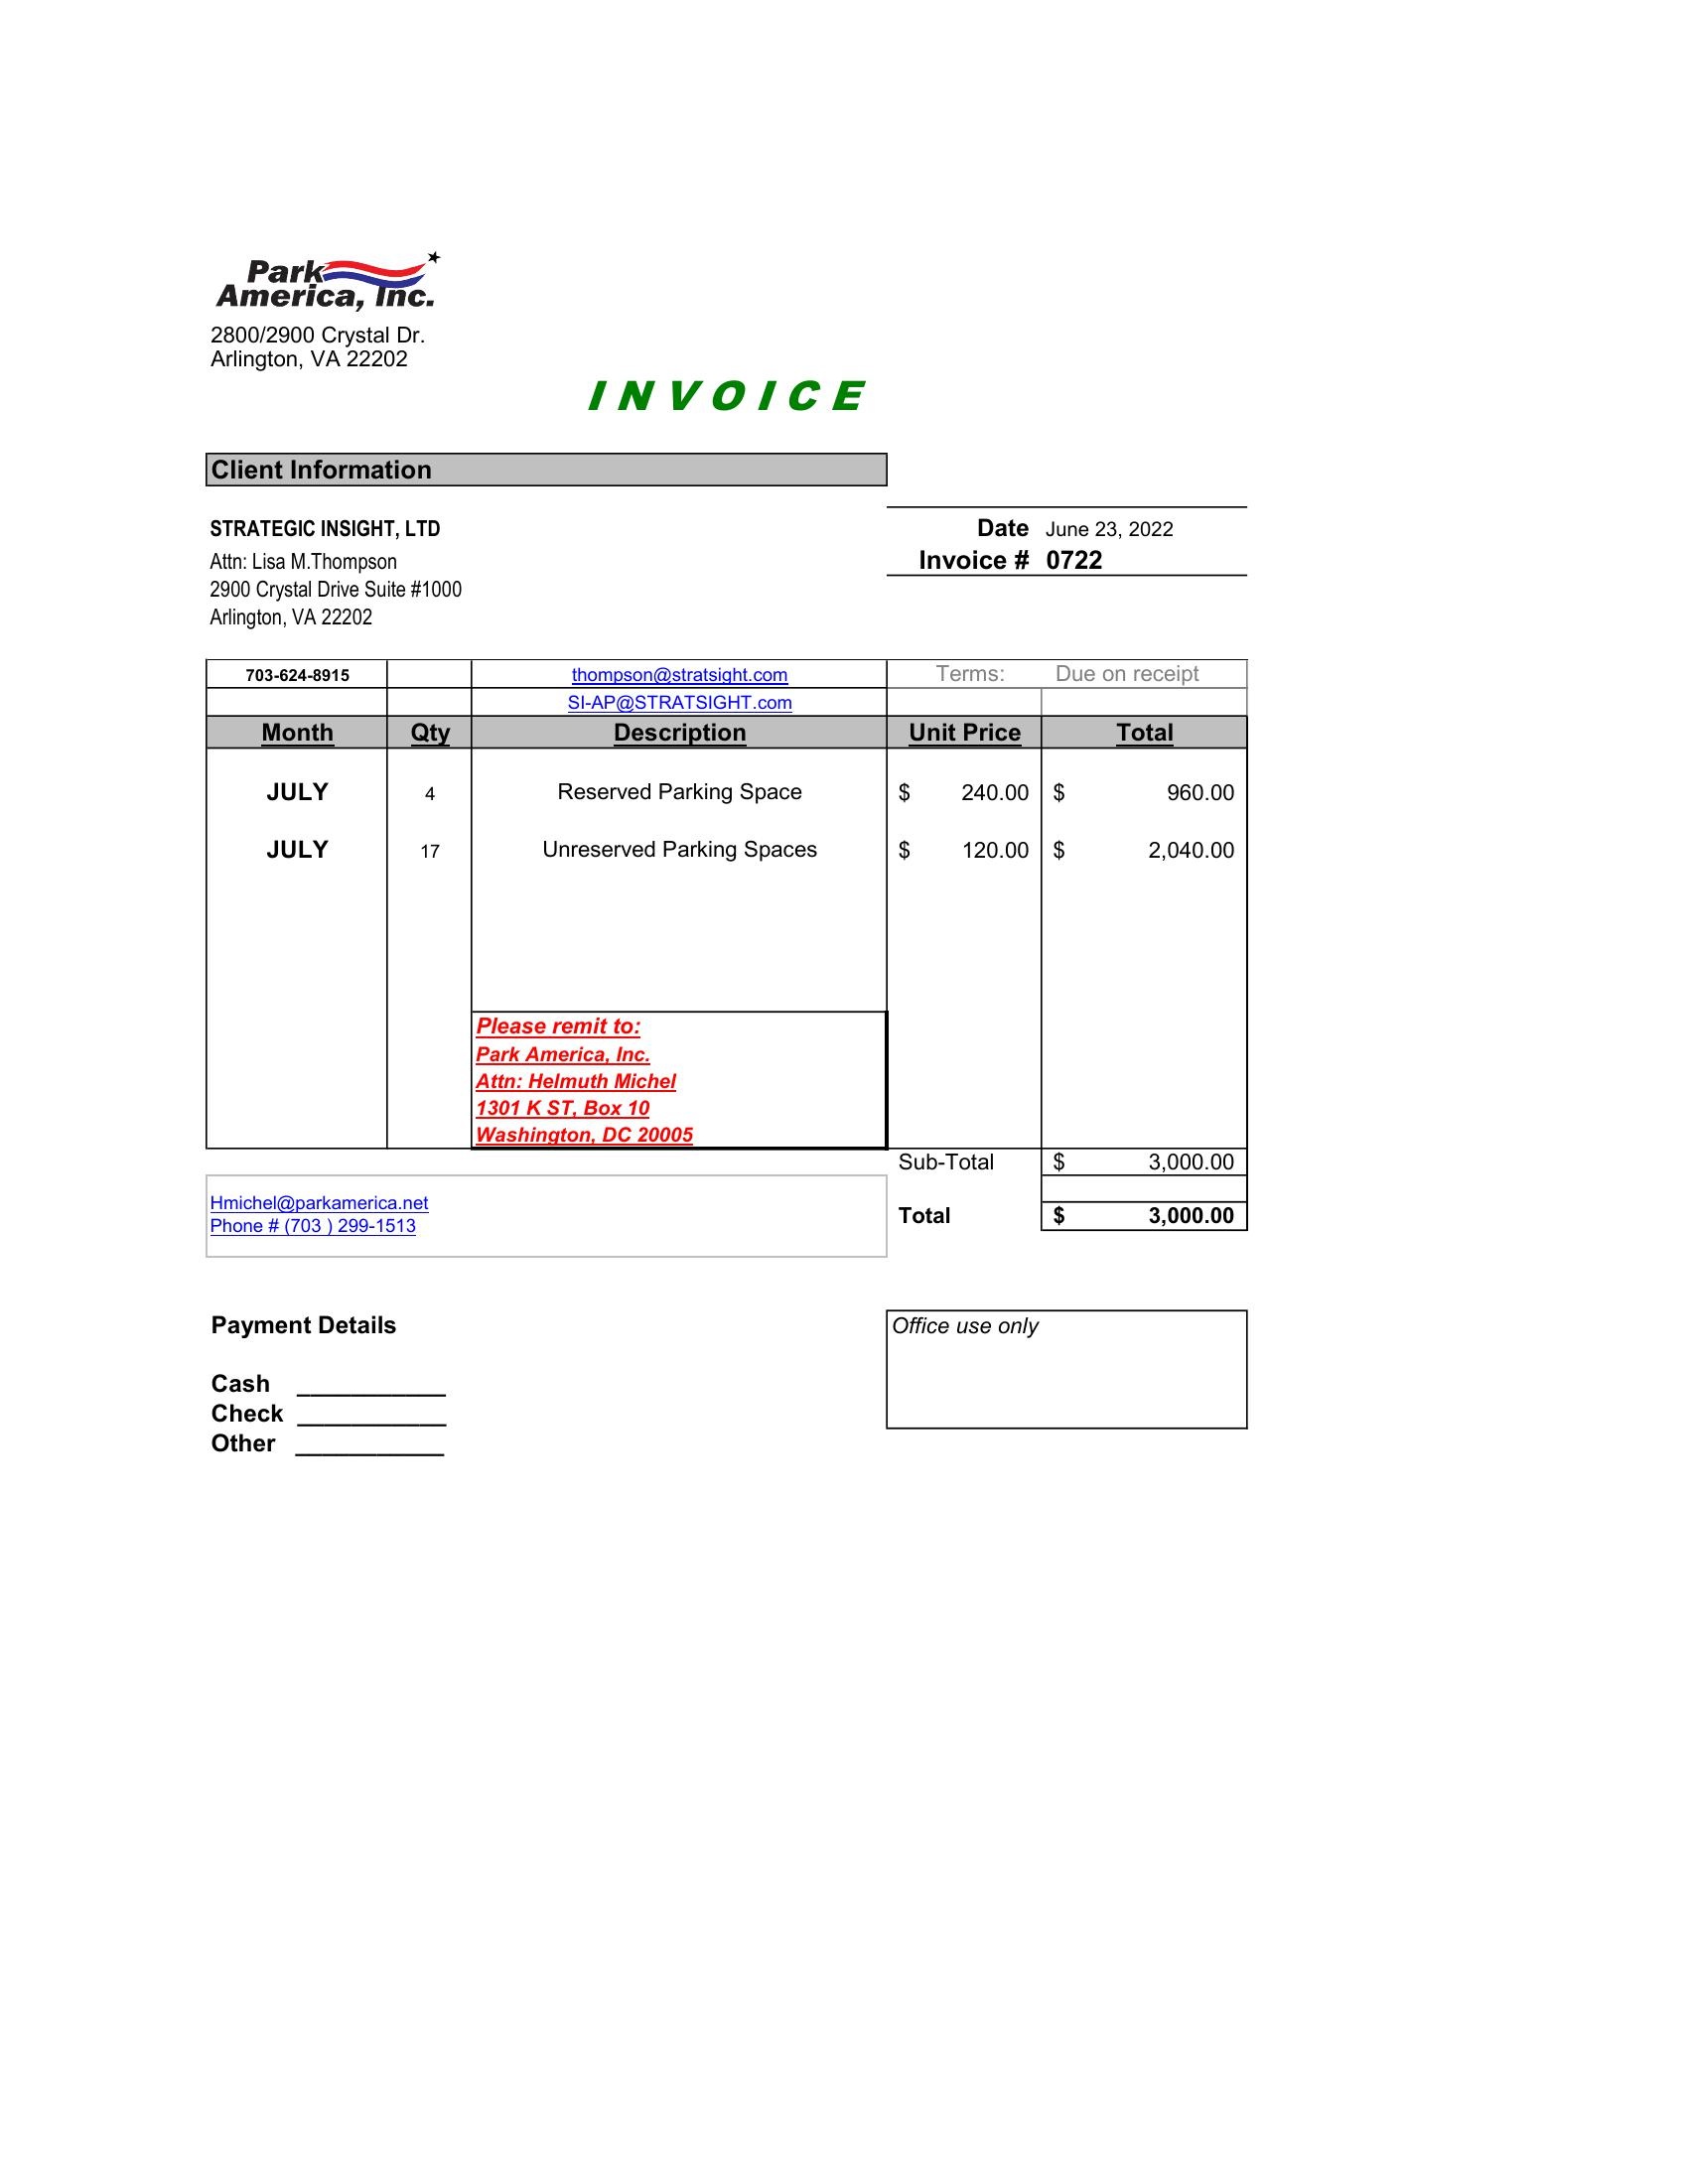 Park
America, Inc.
2800/2900 Crystal Dr.
Arlington, VA 22202
INVOICE
Client Information
STRATEGIC INSIGHT, LTD
Date June 23, 2022
Attn: Lisa M.Thompson
Invoice # 0722
2900 Crystal Drive Suite #1000
Arlington, VA 22202
703-624-8915 thompson@stratsight.com Terms: Due on receipt
SI-AP@STRATSIGHT.com
Month Qty Description Unit Price Total
JULY 4 Reserved Parking Space $ 240.00 $ 960.00
JULY 17 Unreserved Parking Spaces $ 120.00 $ 2,040.00
Please remit to:
Park America, Inc.
Attn: Helmuth Michel
1301 K ST, Box 10
Washington, DC 20005
Sub-Total $ 3,000.00
Hmichel@parkamerica.net
Phone # (703 ) 299-1513
Total $ 3,000.00
Payment Details
Office use only
Cash ___________
Check ___________
Other ___________